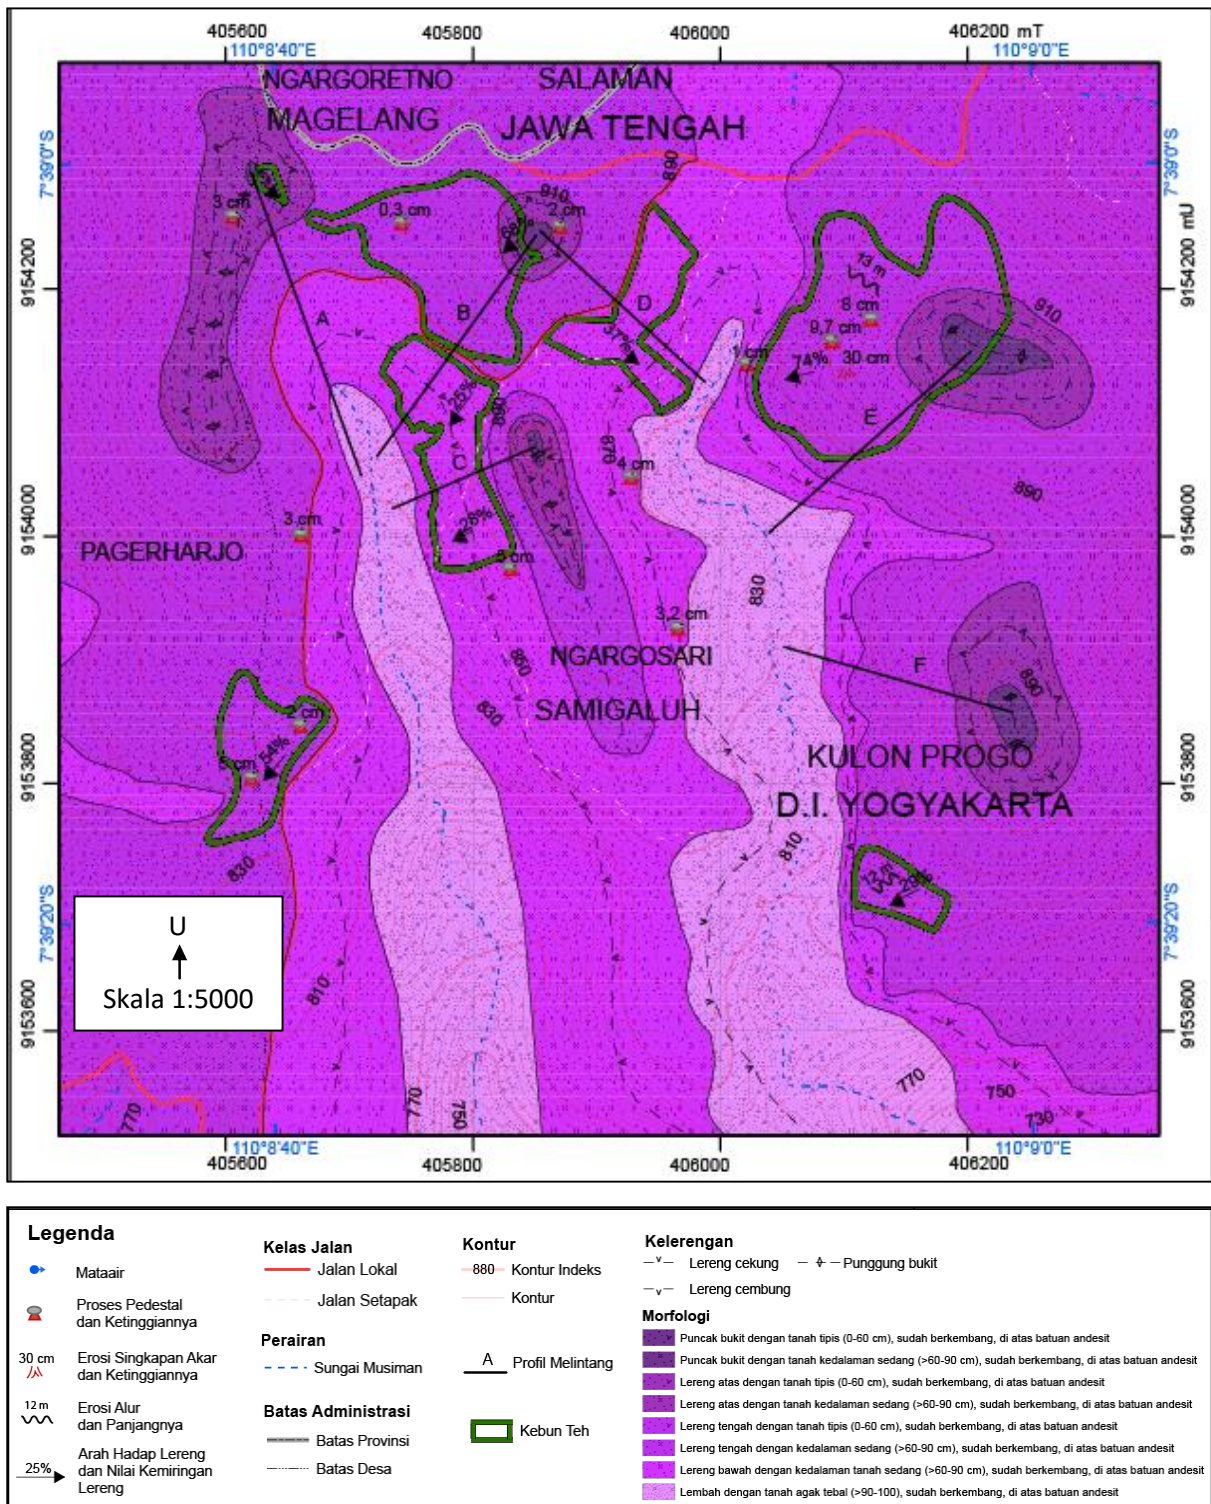 405600
405800
406000
406200 mT
110°8'40"E
110°9'0"E
NGARGORETNO
SALAMAN
MAGELANG
JAWA TENGAH
7°39'0"S
7°39'0"S
890
910
3 cm
0,3 cm
2 cm
68%
9154200
9154200 mU
13 m
8 cm
910
A
B
D
9,7 cm
37%
1 cm
74%
30 cm
25%
890
E
C
870
4 cm
890
28%
3 cm
5 cm
9154000
9154000
PAGERHARJO
830
3,2 cm
850
NGARGOSARI
F
890
830
SAMIGALUH
2 cm
54%
5 cm
KULON PROGO
9153800
9153800
D.I. YOGYAKARTA
810
830
12 m
23%
U
7°39'20"S
7°39'20"S
Skala 1:5000
810
9153600
9153600
770
750
770
750
730
770
110°8'40"E
110°9'0"E
405600
405800
406000
406200
Legenda
Mataair
Proses Pedestal
dan Ketinggiannya
30 cm
Erosi Singkapan Akar
dan Ketinggiannya
12 m
Erosi Alur
dan Panjangnya
25%
Arah Hadap Lereng
dan Nilai Kemiringan
Lereng
Kelas Jalan
Jalan Lokal
Jalan Setapak
Perairan
Sungai Musiman
Batas Administrasi
Batas Provinsi
Batas Desa
Kontur
880 Kontur Indeks
Kontur
A Profil Melintang
Kebun Teh
Kelerengan
Lereng cekung
Punggung bukit
Lereng cembung
Morfologi
Puncak bukit dengan tanah tipis (0-60 cm), sudah berkembang, di atas batuan andesit
Puncak bukit dengan tanah kedalaman sedang (>60-90 cm), sudah berkembang, di atas batuan andesit
Lereng atas dengan tanah tipis (0-60 cm), sudah berkembang, di atas batuan andesit
Lereng atas dengan tanah kedalaman sedang (>60-90 cm), sudah berkembang, di atas batuan andesit
Lereng tengah dengan tanah tipis (0-60 cm), sudah berkembang, di atas batuan andesit
Lereng tengah dengan kedalaman sedang (>60-90 cm), sudah berkembang, di atas batuan andesit
Lereng bawah dengan kedalaman tanah sedang (>60-90 cm), sudah berkembang, di atas batuan andesit
Lembah dengan tanah agak tebal (>90-100), sudah berkembang, di atas batuan andesit